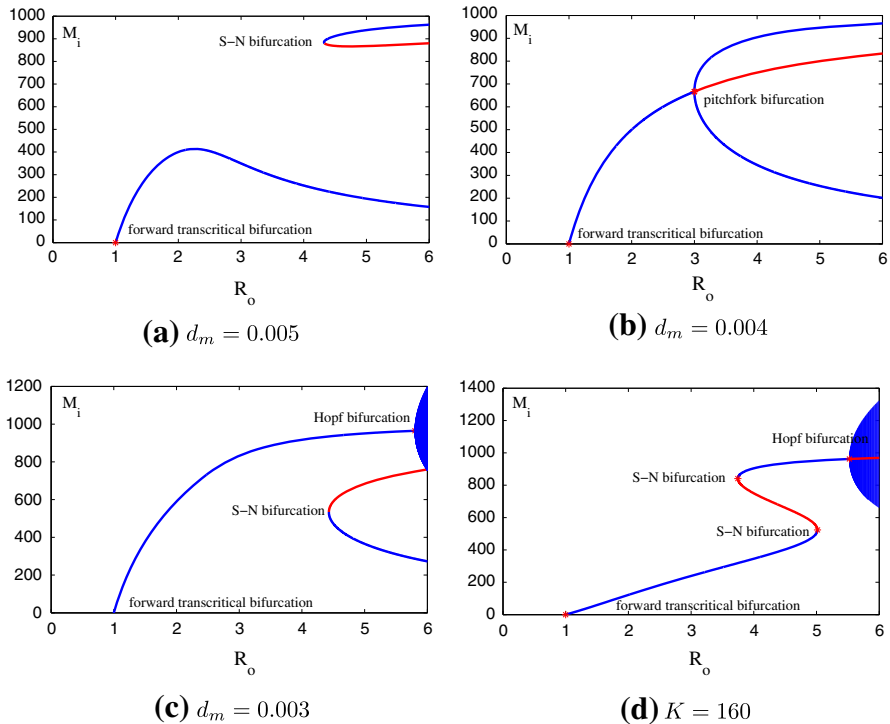 1000
900
800
700
600
500
400
300
200
100
0
M_i
S-N bifurcation
forward transcritical bifurcation
0 1 2 3 4 5 6
R_o
(a) d_m = 0.005
1000
900
800
700
600
500
400
300
200
100
0
M_i
pitchfork bifurcation
forward transcritical bifurcation
0 1 2 3 4 5 6
R_o
(b) d_m = 0.004
1200
1000
800
600
400
200
0
M_i
Hopf bifurcation
S-N bifurcation
forward transcritical bifurcation
0 1 2 3 4 5 6
R_o
(c) d_m = 0.003
1400
1200
1000
800
600
400
200
0
M_i
Hopf bifurcation
S-N bifurcation
S-N bifurcation
forward transcritical bifurcation
0 1 2 3 4 5 6
R_o
(d) K = 160